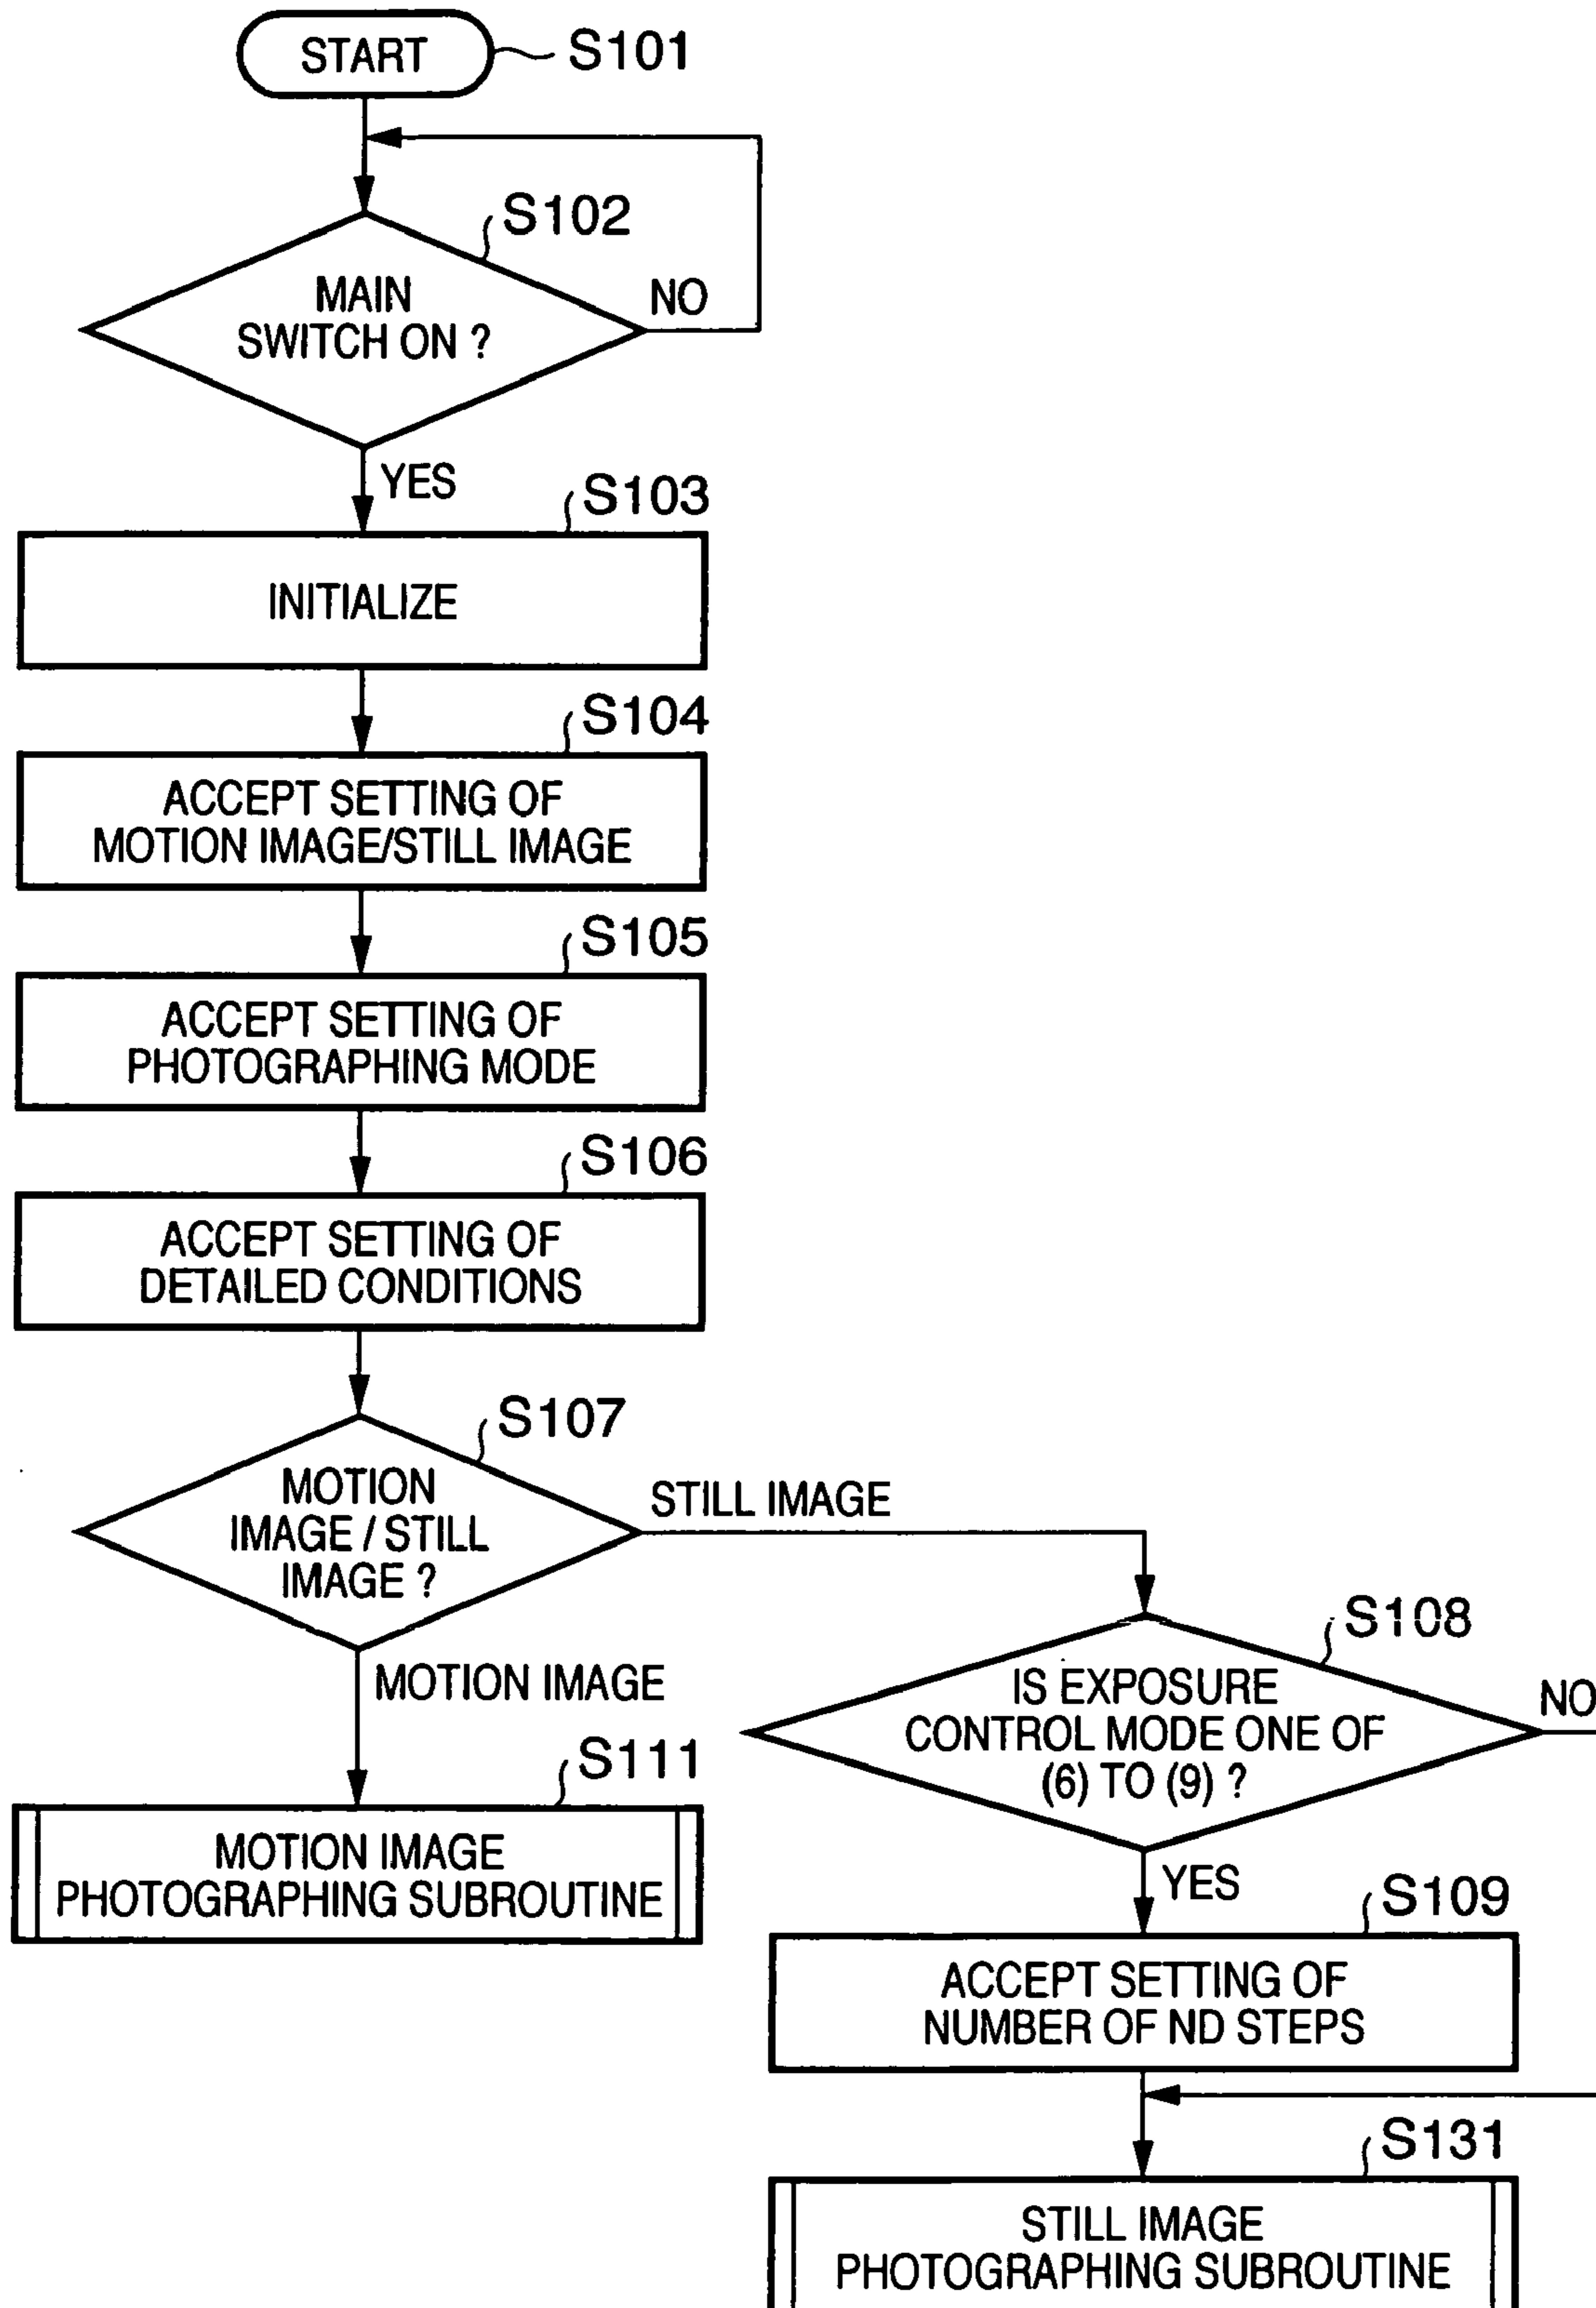 START
S101
S102
MAIN
SWITCH ON ?
NO
YES
S103
INITIALIZE
S104
ACCEPT SETTING OF
MOTION IMAGE/STILL IMAGE
S105
ACCEPT SETTING OF
PHOTOGRAPHING MODE
S106
ACCEPT SETTING OF
DETAILED CONDITIONS
S107
MOTION
IMAGE / STILL
IMAGE ?
STILL IMAGE
MOTION IMAGE
S111
MOTION IMAGE
PHOTOGRAPHING SUBROUTINE
S108
IS EXPOSURE
CONTROL MODE ONE OF
(6) TO (9) ?
NO
YES
S109
ACCEPT SETTING OF
NUMBER OF ND STEPS
S131
STILL IMAGE
PHOTOGRAPHING SUBROUTINE